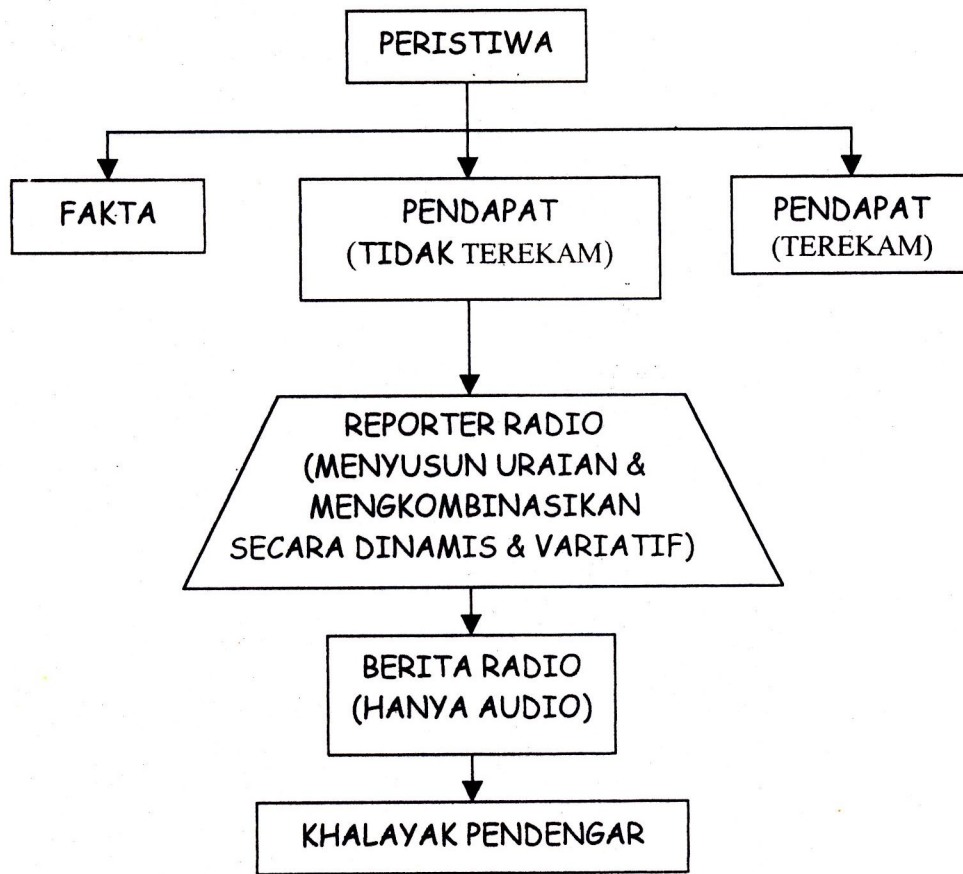 PERISTIWA
FAKTA
PENDAPAT
(TIDAK TEREKAM)
PENDAPAT
(TEREKAM)
REPORTER RADIO
(MENYUSUN URAIAN &
MENGKOMBINASIKAN
SECARA DINAMIS & VARIATIF)
BERITA RADIO
(HANYA AUDIO)
KHALAYAK PENDENGAR